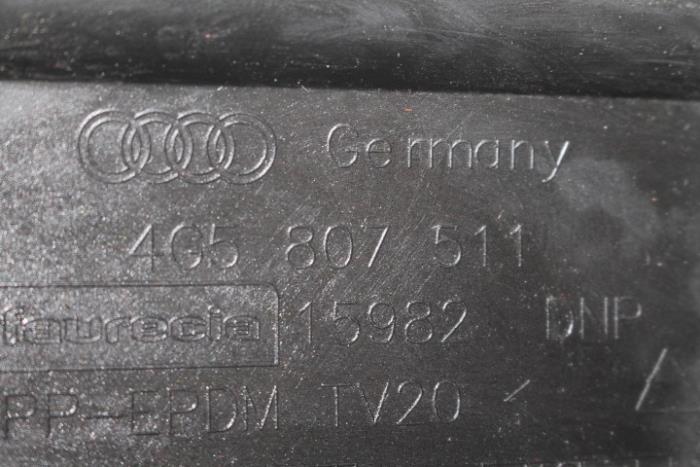 Germany
4G5 807 511
faurecia 15982 DNP
PP-EPDM TV20 <